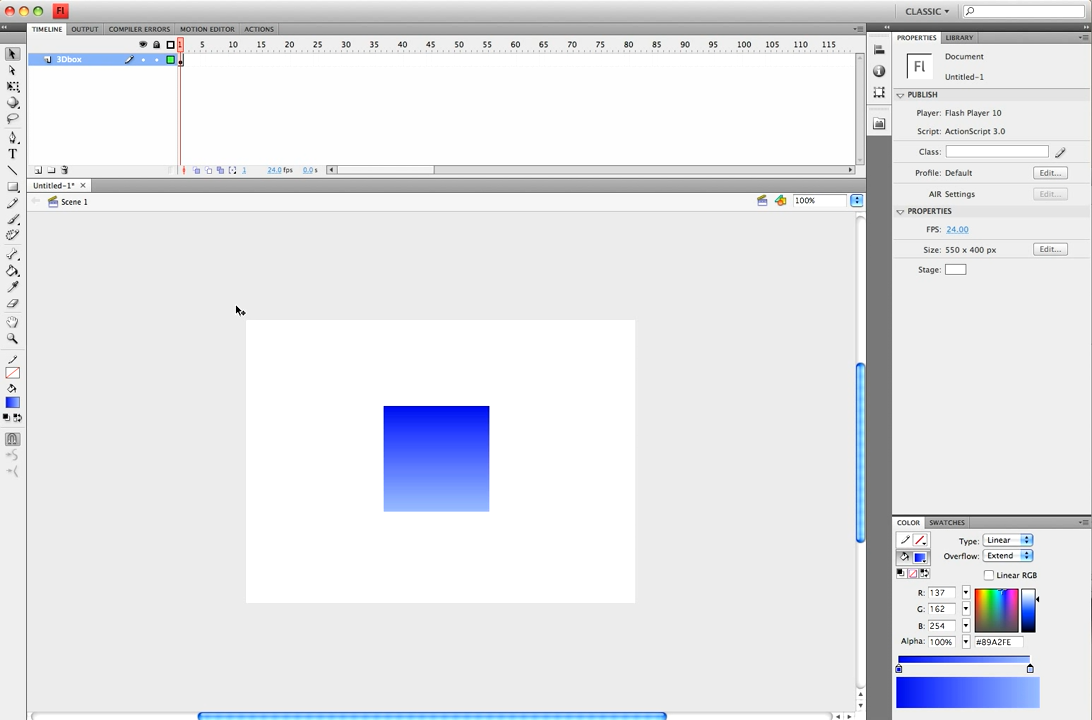 Fl CLASSIC
TIMELINE OUTPUT COMPILER ERRORS MOTION EDITOR ACTIONS
1 5 10 15 20 25 30 35 40 45 50 55 60 65 70 75 80 85 90 95 100 105 110 115
3Dbox
1 24.0 fps 0.0 s
Untitled-1*
Scene 1 100%
T
PROPERTIES LIBRARY
Fl
Document
Untitled-1
PUBLISH
Player: Flash Player 10
Script: ActionScript 3.0
Class:
Profile: Default Edit...
AIR Settings Edit...
PROPERTIES
FPS: 24.00
Size: 550 x 400 px Edit...
Stage:
COLOR SWATCHES
Type: Linear
Overflow: Extend
Linear RGB
R: 137
G: 162
B: 254
Alpha: 100% #89A2FE